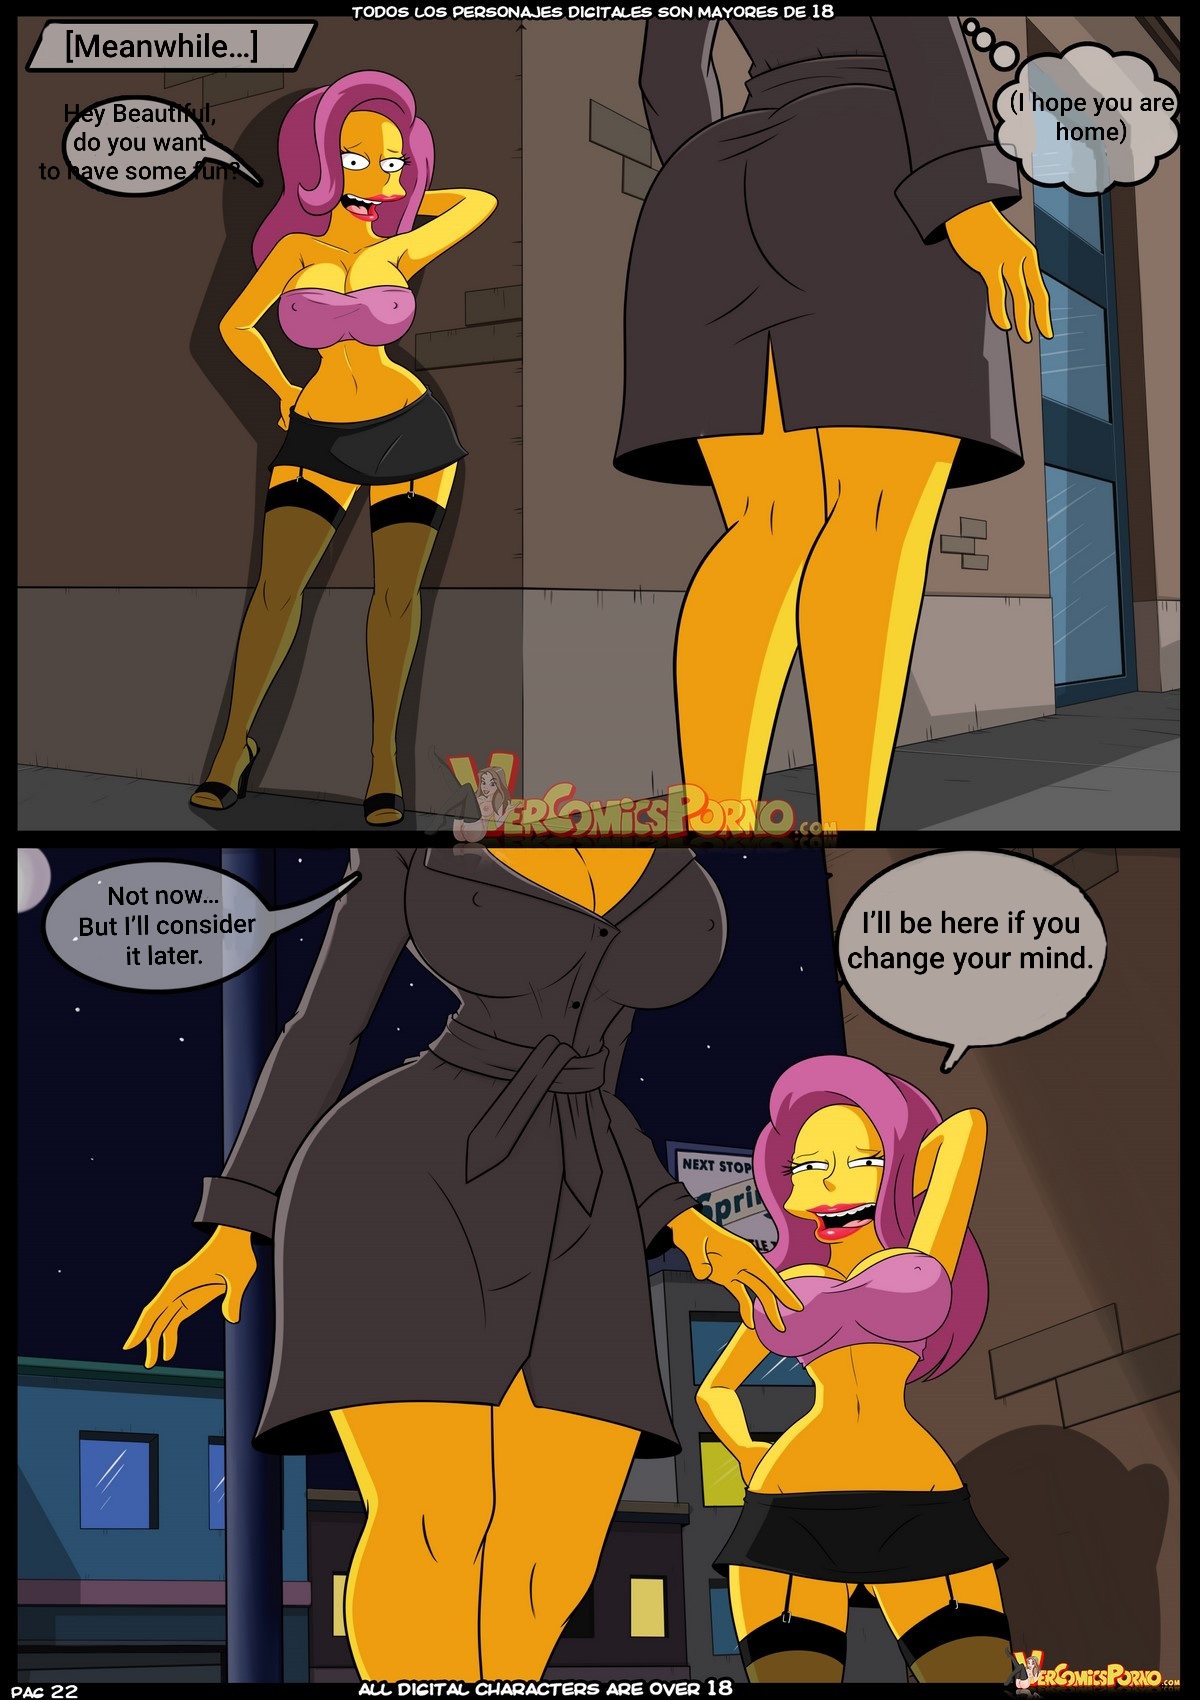 TODOS LOS PERSONAJES DIGITALES SON MAYORES DE 18
[Meanwhile...]
Hey Beautiful,
do you want
to have some fun?
(I hope you are
home)
VERCOMICSPORNO.COM
Not now...
But I'll consider
it later.
I'll be here if you
change your mind.
NEXT STOP
Spri
TLE T
VERCOMICSPORNO.COM
PAG 22
ALL DIGITAL CHARACTERS ARE OVER 18